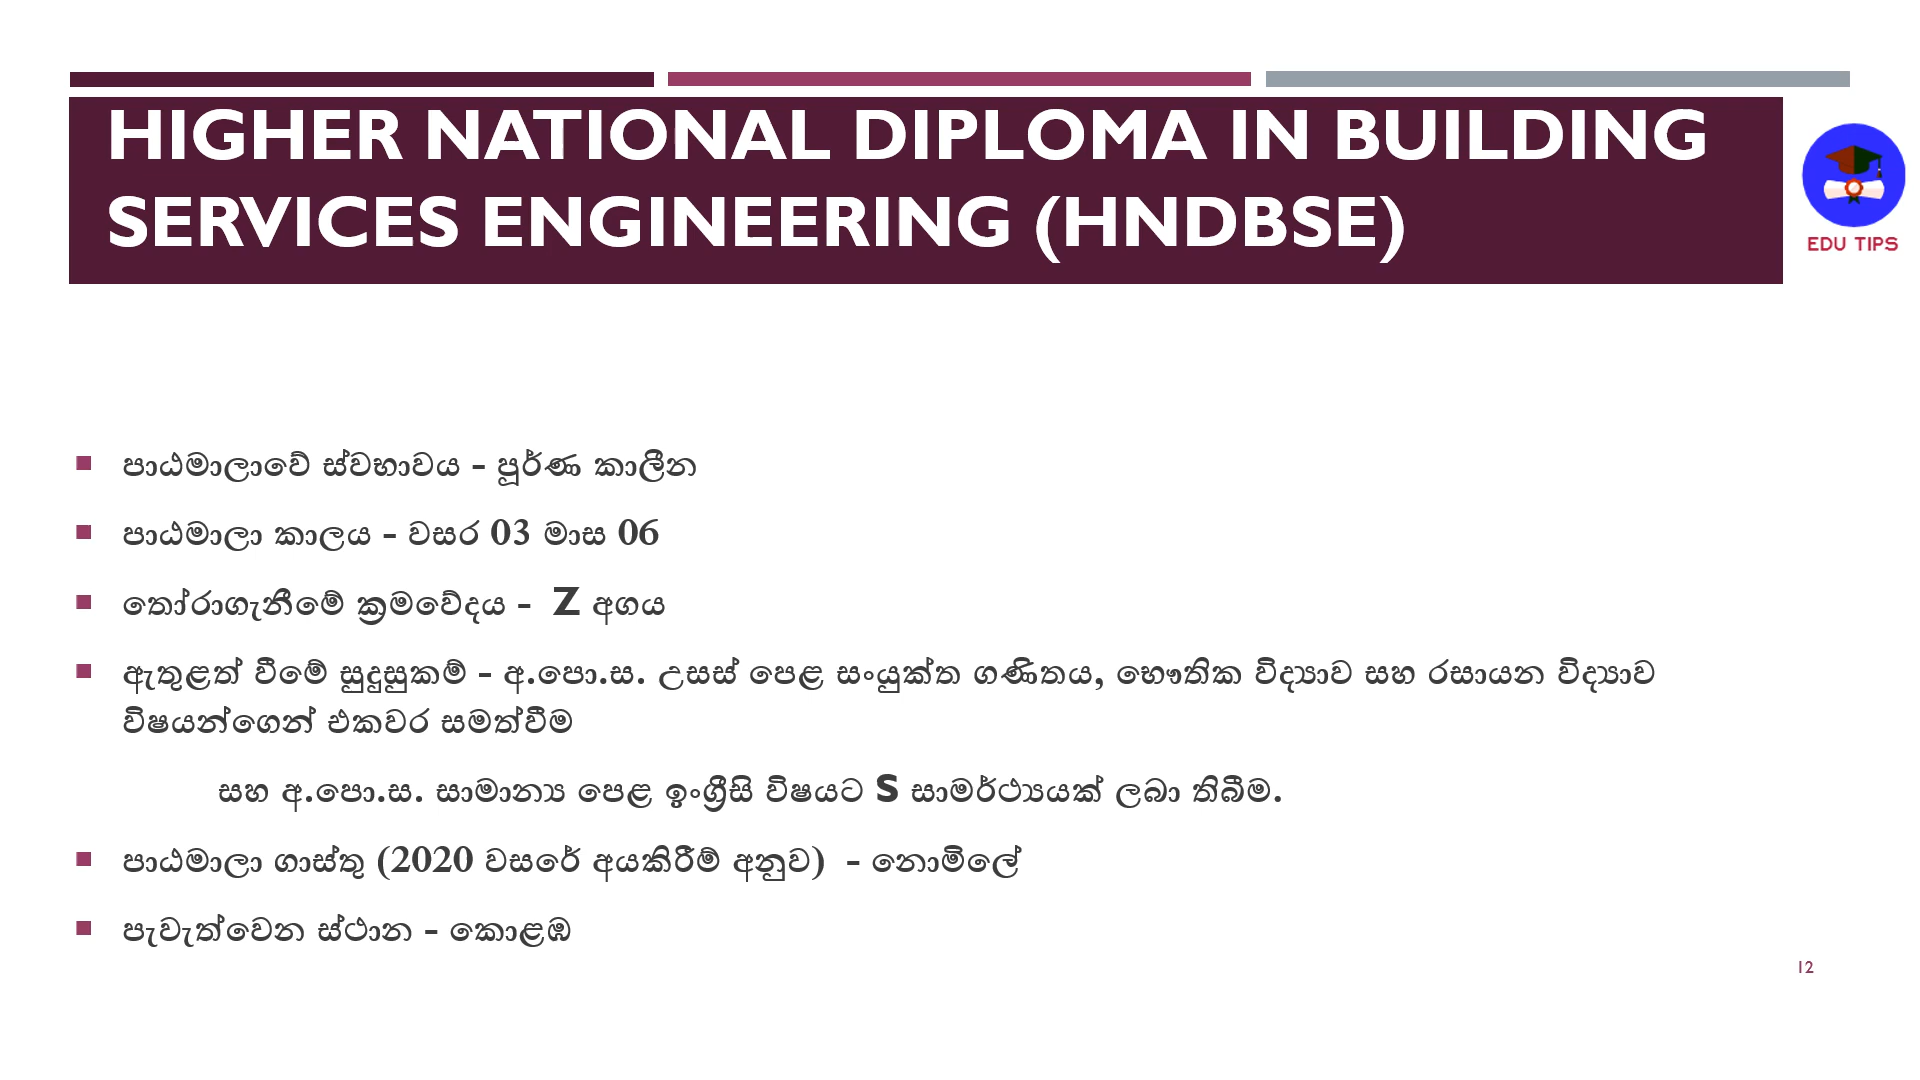 HIGHER NATIONAL DIPLOMA IN BUILDING
SERVICES ENGINEERING (HNDBSE)
EDU TIPS
පාඨමාලාවේ ස්වභාවය - පූර්ණ කාලීන
පාඨමාලා කාලය - වසර 03 මාස 06
තෝරාගැනීමේ ක්‍රමවේදය - Z අගය
ඇතුළත් වීමේ සුදුසුකම් - අ.පො.ස. උසස් පෙළ සංයුක්ත ගණිතය, භෞතික විද්‍යාව සහ රසායන විද්‍යාව
විෂයන්ගෙන් එකවර සමත්වීම
සහ අ.පො.ස. සාමාන්‍ය පෙළ ඉංග්‍රීසි විෂයට S සාමර්ථ්‍යයක් ලබා තිබීම.
පාඨමාලා ගාස්තු (2020 වසරේ අයකිරීම් අනුව) - නොමිලේ
පැවැත්වෙන ස්ථාන - කොළඹ
12